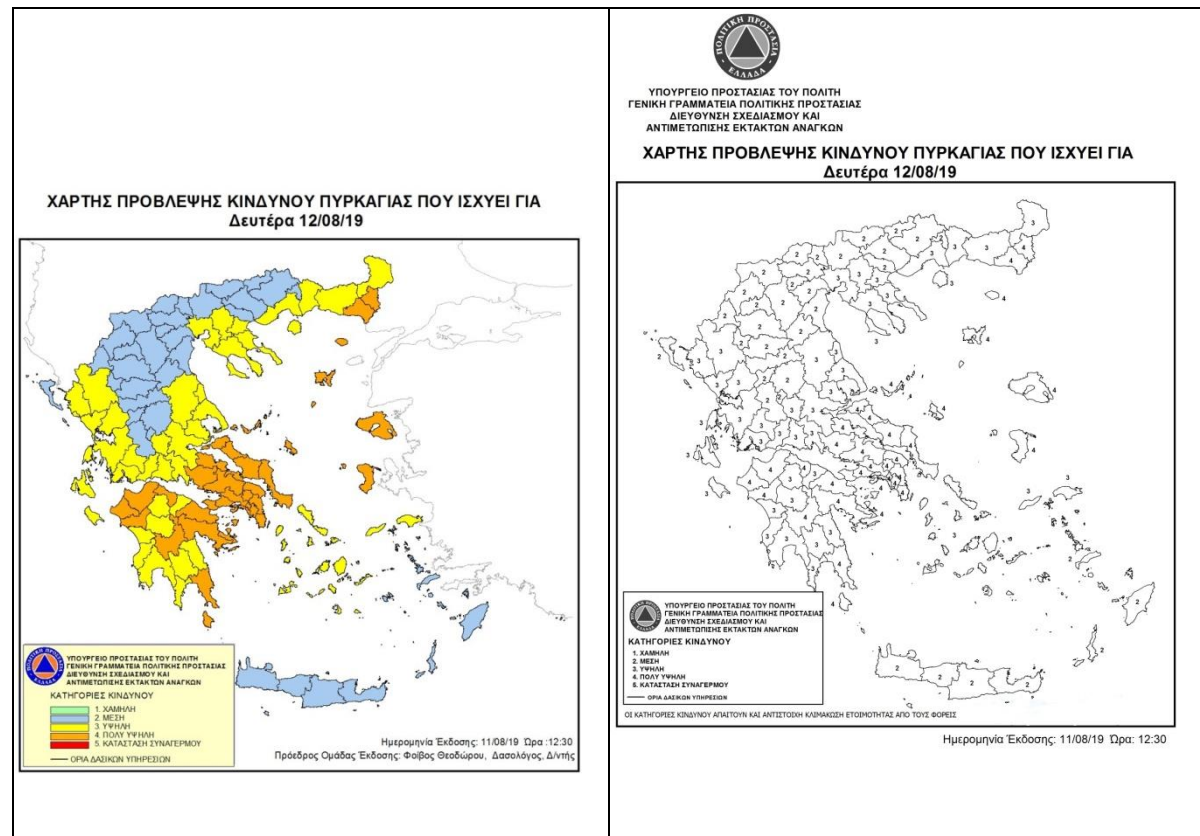 ΧΑΡΤΗΣ ΠΡΟΒΛΕΨΗΣ ΚΙΝΔΥΝΟΥ ΠΥΡΚΑΓΙΑΣ ΠΟΥ ΙΣΧΥΕΙ ΓΙΑ
Δευτέρα 12/08/19
ΠΟΛΙΤΙΚΗ ΠΡΟΣΤΑΣΙΑ
ΕΛΛΑΔΑ
ΥΠΟΥΡΓΕΙΟ ΠΡΟΣΤΑΣΙΑΣ ΤΟΥ ΠΟΛΙΤΗ
ΓΕΝΙΚΗ ΓΡΑΜΜΑΤΕΙΑ ΠΟΛΙΤΙΚΗΣ ΠΡΟΣΤΑΣΙΑΣ
ΔΙΕΥΘΥΝΣΗ ΣΧΕΔΙΑΣΜΟΥ ΚΑΙ
ΑΝΤΙΜΕΤΩΠΙΣΗΣ ΕΚΤΑΚΤΩΝ ΑΝΑΓΚΩΝ
ΚΑΤΗΓΟΡΙΕΣ ΚΙΝΔΥΝΟΥ
1. ΧΑΜΗΛΗ
2. ΜΕΣΗ
3. ΥΨΗΛΗ
4. ΠΟΛΥ ΥΨΗΛΗ
5. ΚΑΤΑΣΤΑΣΗ ΣΥΝΑΓΕΡΜΟΥ
ΟΡΙΑ ΔΑΣΙΚΩΝ ΥΠΗΡΕΣΙΩΝ
Ημερομηνία Έκδοσης: 11/08/19 Ώρα :12:30
Πρόεδρος Ομάδας Έκδοσης: Φοίβος Θεοδώρου, Δασολόγος, Δ/ντής
ΠΟΛΙΤΙΚΗ ΠΡΟΣΤΑΣΙΑ
ΕΛΛΑΔΑ
ΥΠΟΥΡΓΕΙΟ ΠΡΟΣΤΑΣΙΑΣ ΤΟΥ ΠΟΛΙΤΗ
ΓΕΝΙΚΗ ΓΡΑΜΜΑΤΕΙΑ ΠΟΛΙΤΙΚΗΣ ΠΡΟΣΤΑΣΙΑΣ
ΔΙΕΥΘΥΝΣΗ ΣΧΕΔΙΑΣΜΟΥ ΚΑΙ
ΑΝΤΙΜΕΤΩΠΙΣΗΣ ΕΚΤΑΚΤΩΝ ΑΝΑΓΚΩΝ
ΧΑΡΤΗΣ ΠΡΟΒΛΕΨΗΣ ΚΙΝΔΥΝΟΥ ΠΥΡΚΑΓΙΑΣ ΠΟΥ ΙΣΧΥΕΙ ΓΙΑ
Δευτέρα 12/08/19
ΥΠΟΥΡΓΕΙΟ ΠΡΟΣΤΑΣΙΑΣ ΤΟΥ ΠΟΛΙΤΗ
ΓΕΝΙΚΗ ΓΡΑΜΜΑΤΕΙΑ ΠΟΛΙΤΙΚΗΣ ΠΡΟΣΤΑΣΙΑΣ
ΔΙΕΥΘΥΝΣΗ ΣΧΕΔΙΑΣΜΟΥ ΚΑΙ
ΑΝΤΙΜΕΤΩΠΙΣΗΣ ΕΚΤΑΚΤΩΝ ΑΝΑΓΚΩΝ
ΚΑΤΗΓΟΡΙΕΣ ΚΙΝΔΥΝΟΥ
1. ΧΑΜΗΛΗ
2. ΜΕΣΗ
3. ΥΨΗΛΗ
4. ΠΟΛΥ ΥΨΗΛΗ
5. ΚΑΤΑΣΤΑΣΗ ΣΥΝΑΓΕΡΜΟΥ
ΟΡΙΑ ΔΑΣΙΚΩΝ ΥΠΗΡΕΣΙΩΝ
ΟΙ ΚΑΤΗΓΟΡΙΕΣ ΚΙΝΔΥΝΟΥ ΑΠΑΙΤΟΥΝ ΚΑΙ ΑΝΤΙΣΤΟΙΧΗ ΚΛΙΜΑΚΩΣΗ ΕΤΟΙΜΟΤΗΤΑΣ ΑΠΟ ΤΟΥΣ ΦΟΡΕΙΣ
Ημερομηνία Έκδοσης: 11/08/19 Ώρα: 12:30